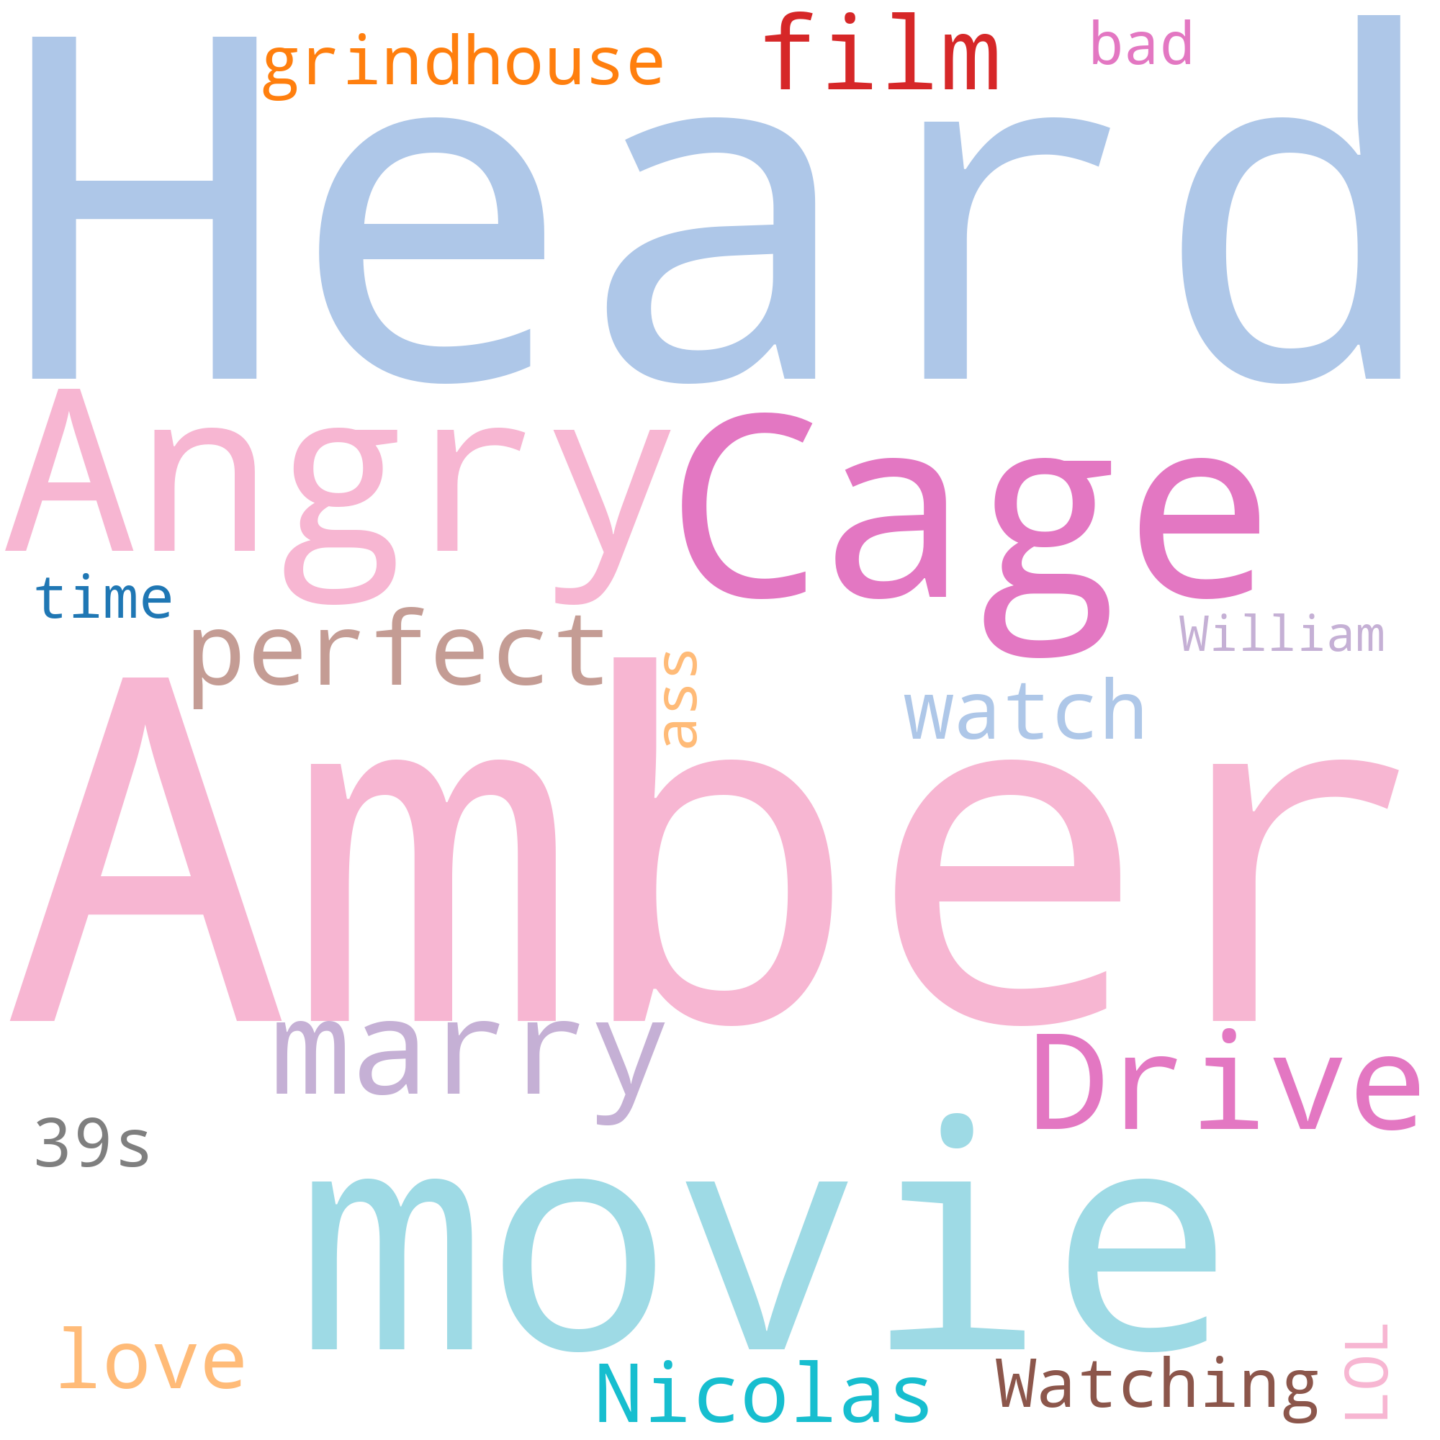 grindhouse film bad
Heard
Angry Cage
time
William
perfect
ass
watch
Amber
marry
Drive
39s
movie
love
Nicolas
Watching
LOL